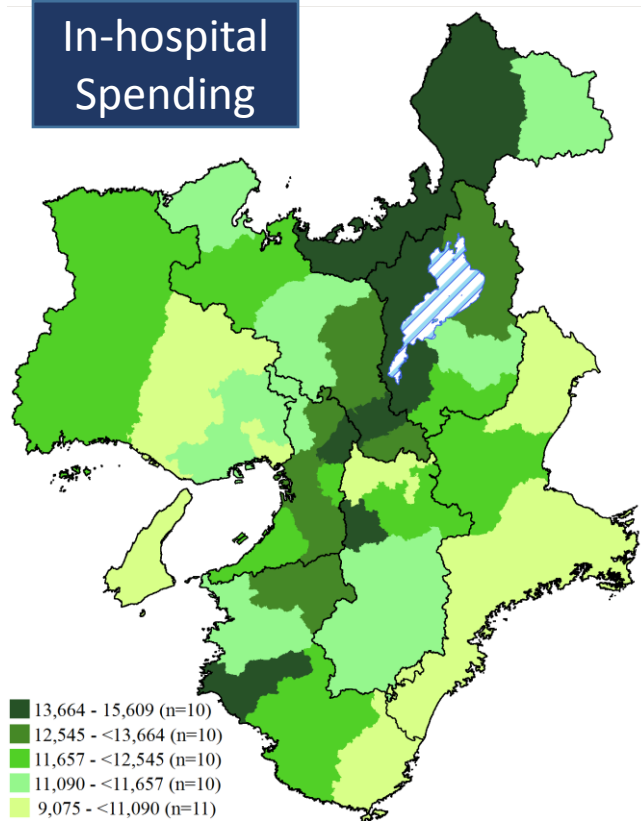 In-hospital
Spending
13,664 - 15,609 (n=10)
12,545 - <13,664 (n=10)
11,657 - <12,545 (n=10)
11,090 - <11,657 (n=10)
9,075 - <11,090 (n=11)